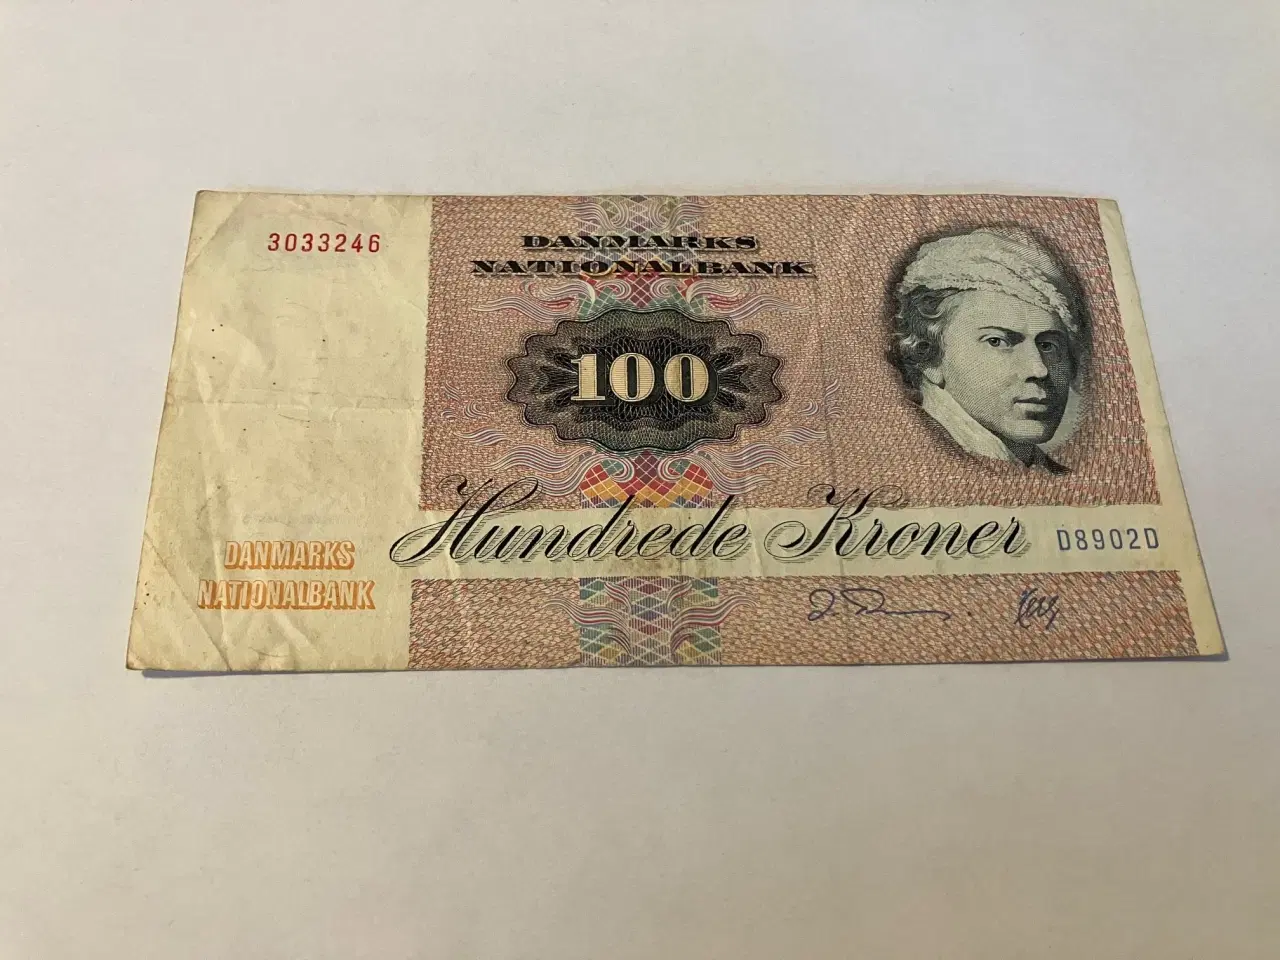 3033246
DANMARKS
NATIONALBANK
100
Hundrede Kroner
D8902D
DANMARKS
NATIONALBANK